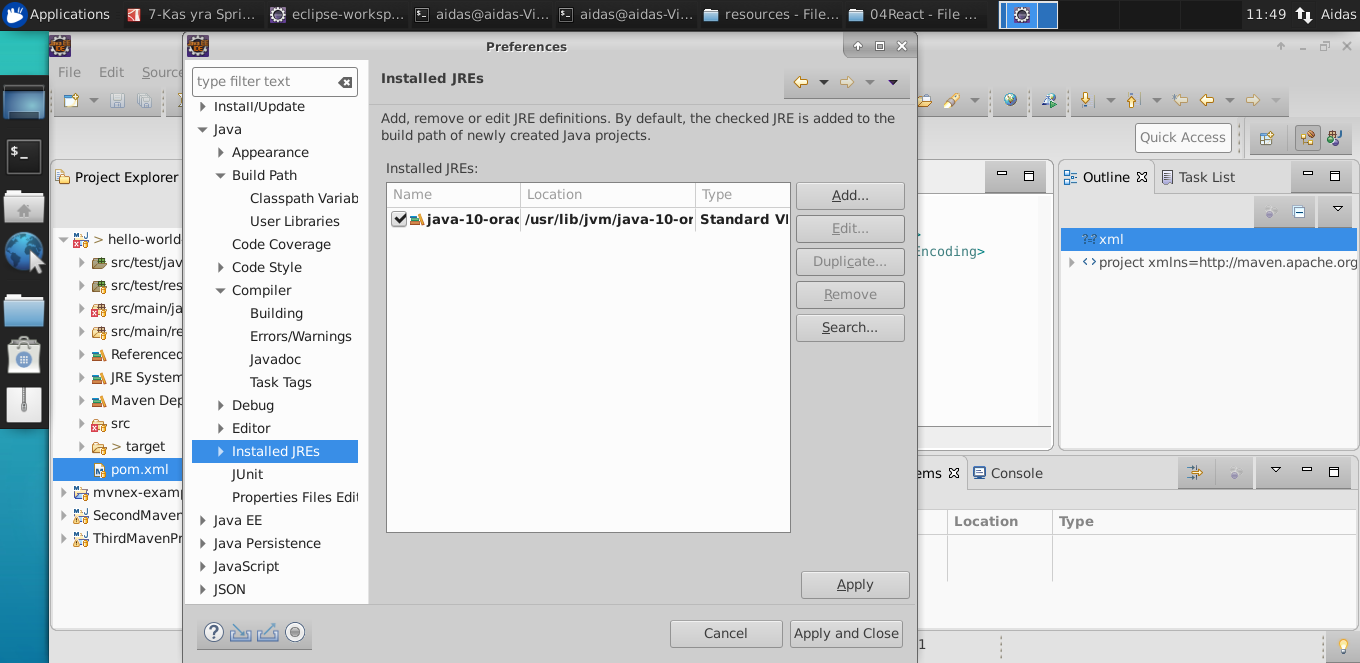 Applications
7-Kas yra Spri...
eclipse-worksp...
aidas@aidas-Vi...
aidas@aidas-Vi...
resources - File...
04React - File ...
11:49
Aidas
Preferences
File Edit Source
type filter text
Install/Update
Java
Appearance
Build Path
Classpath Variab
User Libraries
Code Coverage
Code Style
Compiler
Building
Errors/Warnings
Javadoc
Task Tags
Debug
Editor
Installed JREs
JUnit
Properties Files Edit
Java EE
Java Persistence
JavaScript
JSON
Installed JREs
Add, remove or edit JRE definitions. By default, the checked JRE is added to the
build path of newly created Java projects.
Installed JREs:
Name Location Type
java-10-orac /usr/lib/jvm/java-10-or Standard VM
Add...
Edit...
Duplicate...
Remove
Search...
Apply
Cancel
Apply and Close
Project Explorer
> hello-world
src/test/jav
src/test/res
src/main/ja
src/main/re
Referenced
JRE System
Maven Dep
src
> target
pom.xml
mvnex-examp
SecondMaven
ThirdMavenPr
Quick Access
>
Encoding>
Outline
Task List
?-? xml
project xmlns=http://maven.apache.org
ems
Console
Location
Type
1